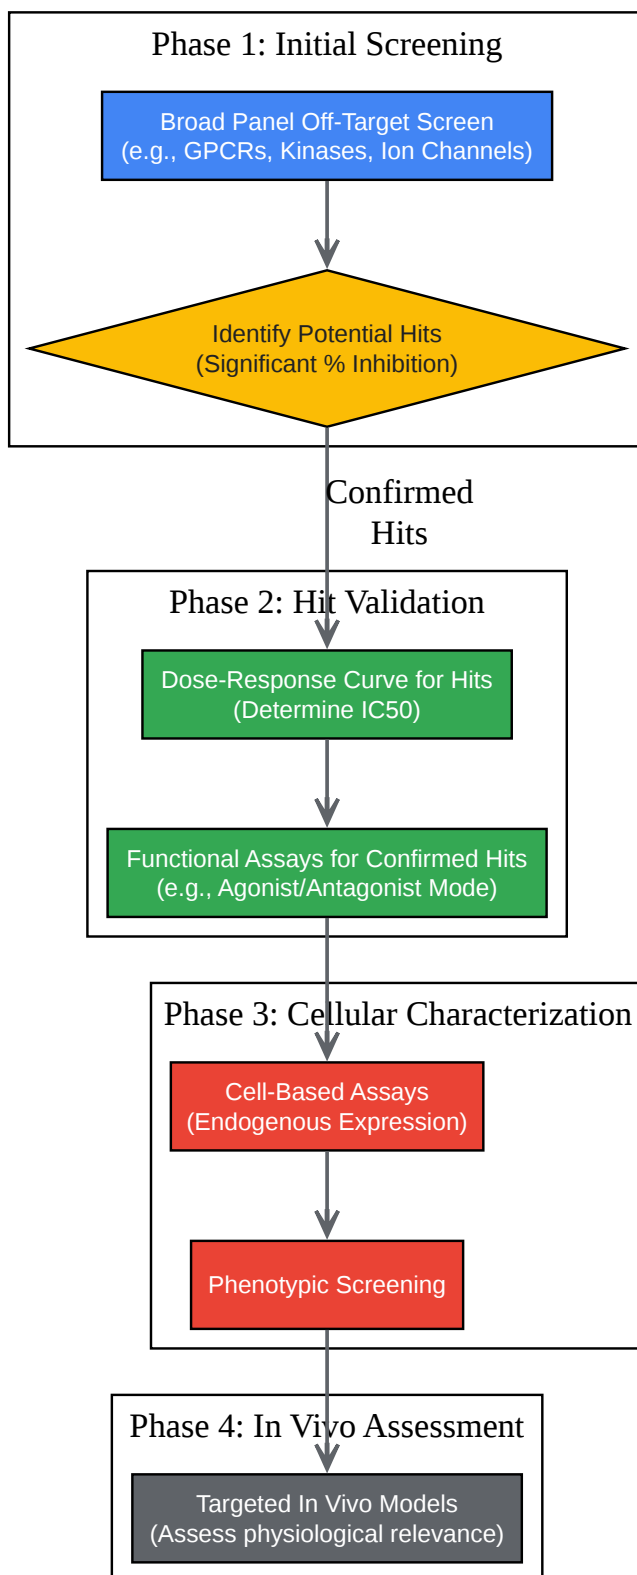 Phase 1: Initial Screening
Broad Panel Off-Target Screen
(e.g., GPCRs, Kinases, Ion Channels)
Identify Potential Hits
(Significant % Inhibition)
Confirmed
Hits
Phase 2: Hit Validation
Dose-Response Curve for Hits
(Determine IC50)
Functional Assays for Confirmed Hits
(e.g., Agonist/Antagonist Mode)
Phase 3: Cellular Characterization
Cell-Based Assays
(Endogenous Expression)
Phenotypic Screening
Phase 4: In Vivo Assessment
Targeted In Vivo Models
(Assess physiological relevance)